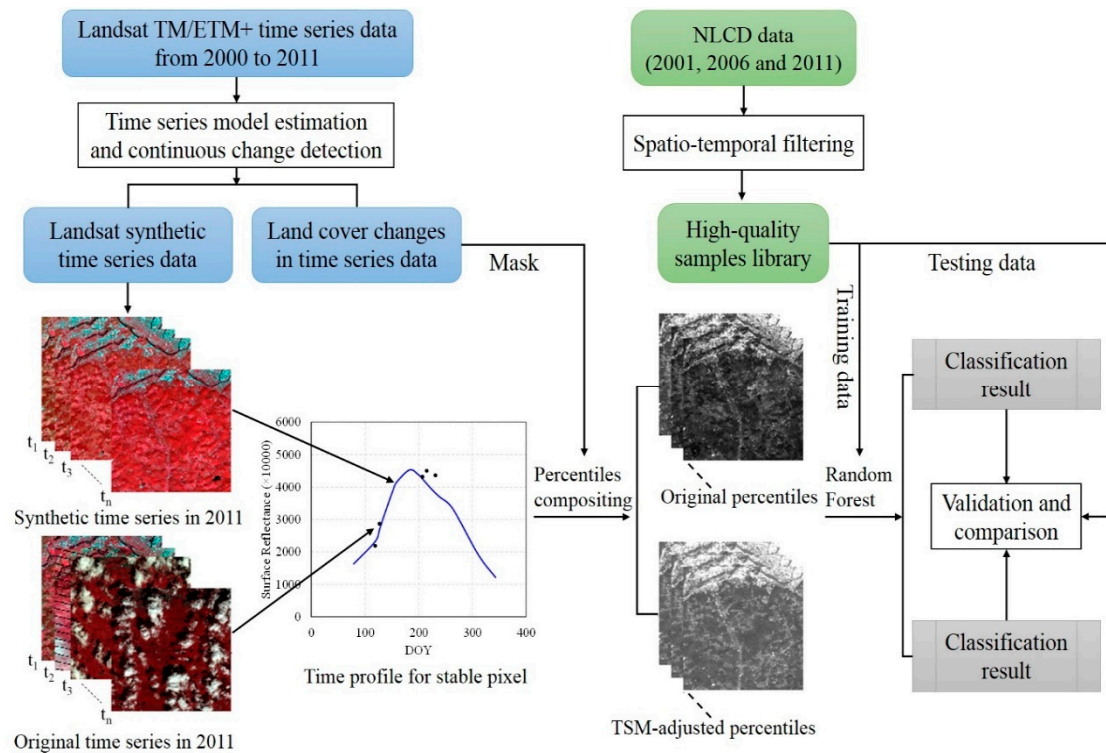 Landsat TM/ETM+ time series data
from 2000 to 2011
NLCD data
(2001, 2006 and 2011)
Time series model estimation
and continuous change detection
Spatio-temporal filtering
Landsat synthetic
time series data
Land cover changes
in time series data
Mask
High-quality
samples library
Testing data
Training data
t1
t2
t3
tn
Synthetic time series in 2011
Surface Reflectance (×10000)
6000
5000
4000
3000
2000
1000
0
0
100
200
300
400
DOY
Time profile for stable pixel
t1
t2
t3
tn
Original time series in 2011
Percentiles
compositing
Original percentiles
TSM-adjusted percentiles
Random
Forest
Classification
result
Validation and
comparison
Classification
result